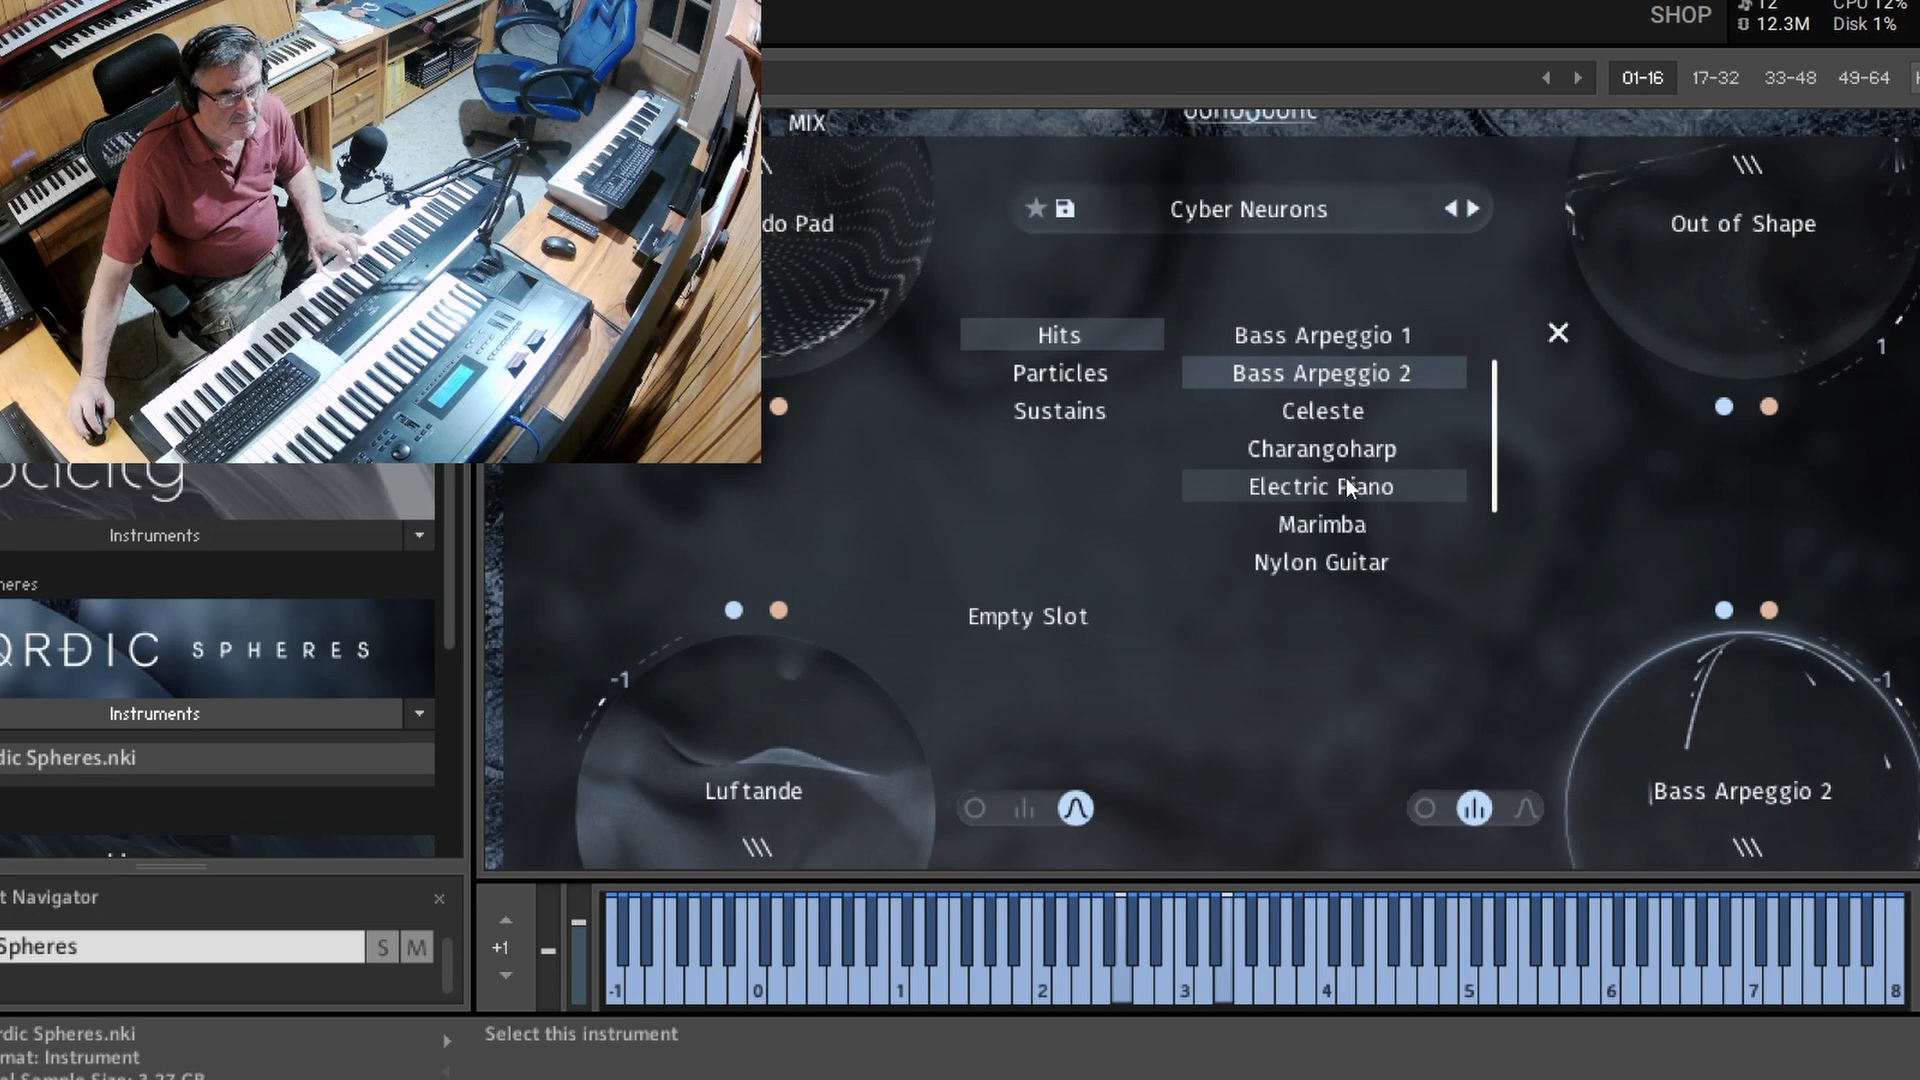 SHOP
12
CPU 12%
12.3M
Disk 1%
01-16
17-32
33-48
49-64
MIX
Cyber Neurons
do Pad
Out of Shape
Hits
Bass Arpeggio 1
1
Particles
Bass Arpeggio 2
Sustains
Celeste
Charangoharp
Electric Piano
Marimba
Nylon Guitar
Instruments
Empty Slot
SPHERES
-1
-1
Instruments
dic Spheres.nki
Luftande
Bass Arpeggio 2
t Navigator
×
Spheres
S
M
+1
-1
0
1
2
3
4
5
6
7
8
rdic Spheres.nki
Select this instrument
mat: Instrument